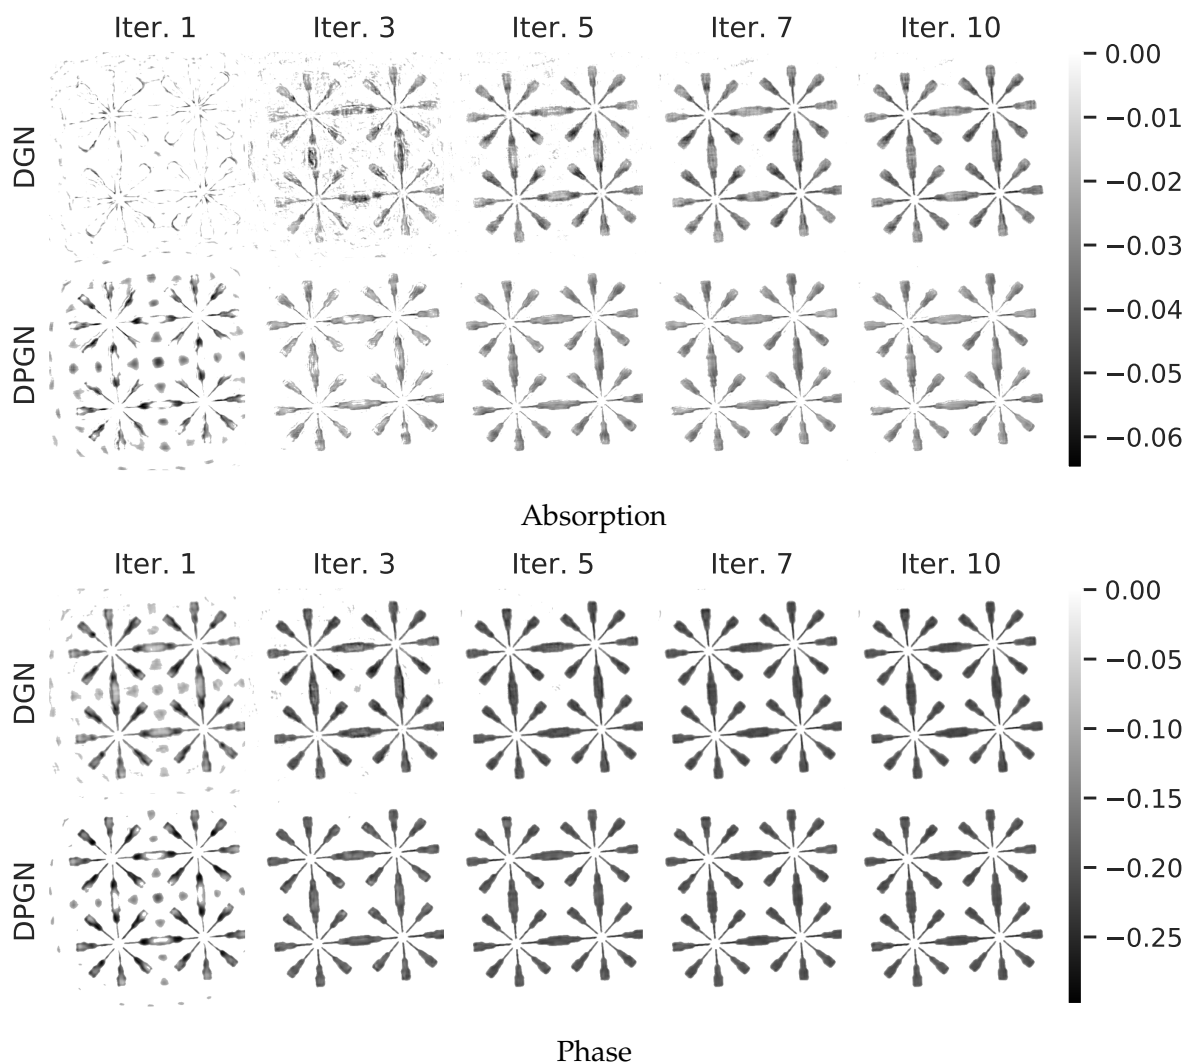 Iter. 1 Iter. 3 Iter. 5 Iter. 7 Iter. 10
DGN
DPGN
0.00
−0.01
−0.02
−0.03
−0.04
−0.05
−0.06
Absorption
Iter. 1 Iter. 3 Iter. 5 Iter. 7 Iter. 10
DGN
DPGN
0.00
−0.05
−0.10
−0.15
−0.20
−0.25
Phase